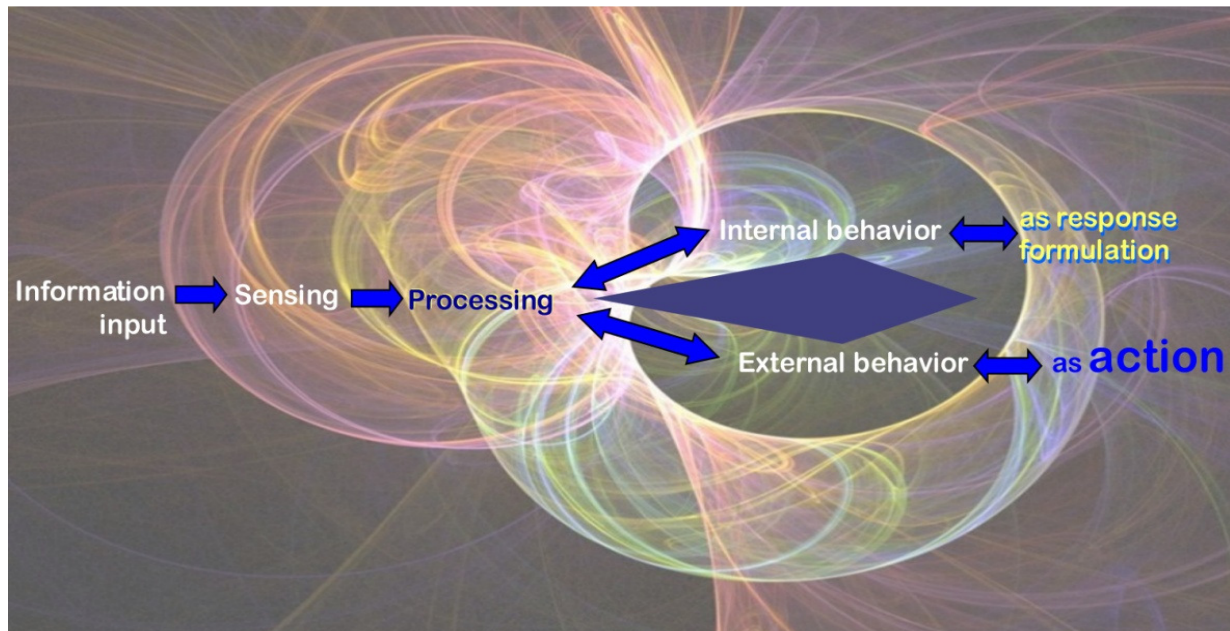 Information
input
Sensing
Processing
Internal behavior
as response
formulation
External behavior
as action